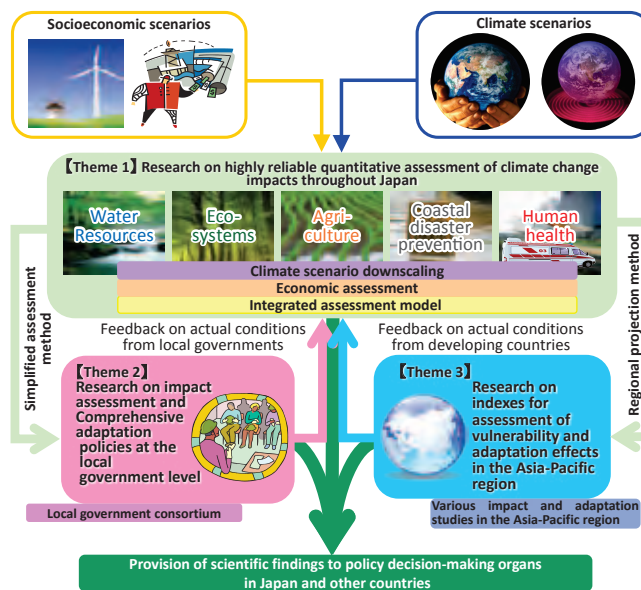 Socioeconomic scenarios
Climate scenarios
【Theme 1】Research on highly reliable quantitative assessment of climate change
impacts throughout Japan
Water
Resources
Eco-
systems
Agri-
culture
Coastal
disaster
prevention
Human
health
Climate scenario downscaling
Economic assessment
Integrated assessment model
Simplified assessment
method
Regional projection method
Feedback on actual conditions
from local governments
Feedback on actual conditions
from developing countries
【Theme 2】
Research on impact
assessment and
Comprehensive
adaptation
policies at the
local
government level
Local government consortium
【Theme 3】
Research on
indexes for
assessment of
vulnerability and
adaptation effects
in the Asia-Pacific
region
Various impact and adaptation
studies in the Asia-Pacific region
Provision of scientific findings to policy decision-making organs
in Japan and other countries